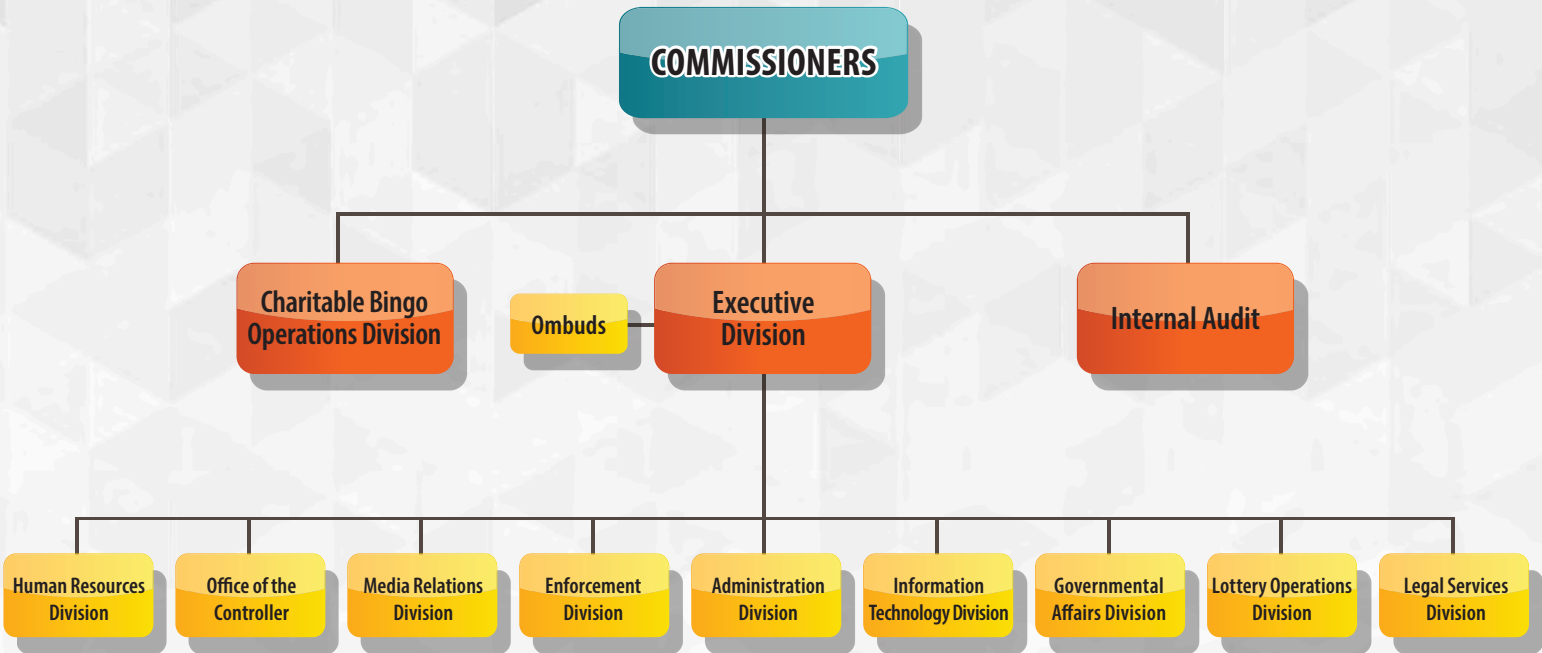 COMMISSIONERS
Charitable Bingo
Operations Division
Ombuds
Executive
Division
Internal Audit
Human Resources
Division
Office of the
Controller
Media Relations
Division
Enforcement
Division
Administration
Division
Information
Technology Division
Governmental
Affairs Division
Lottery Operations
Division
Legal Services
Division